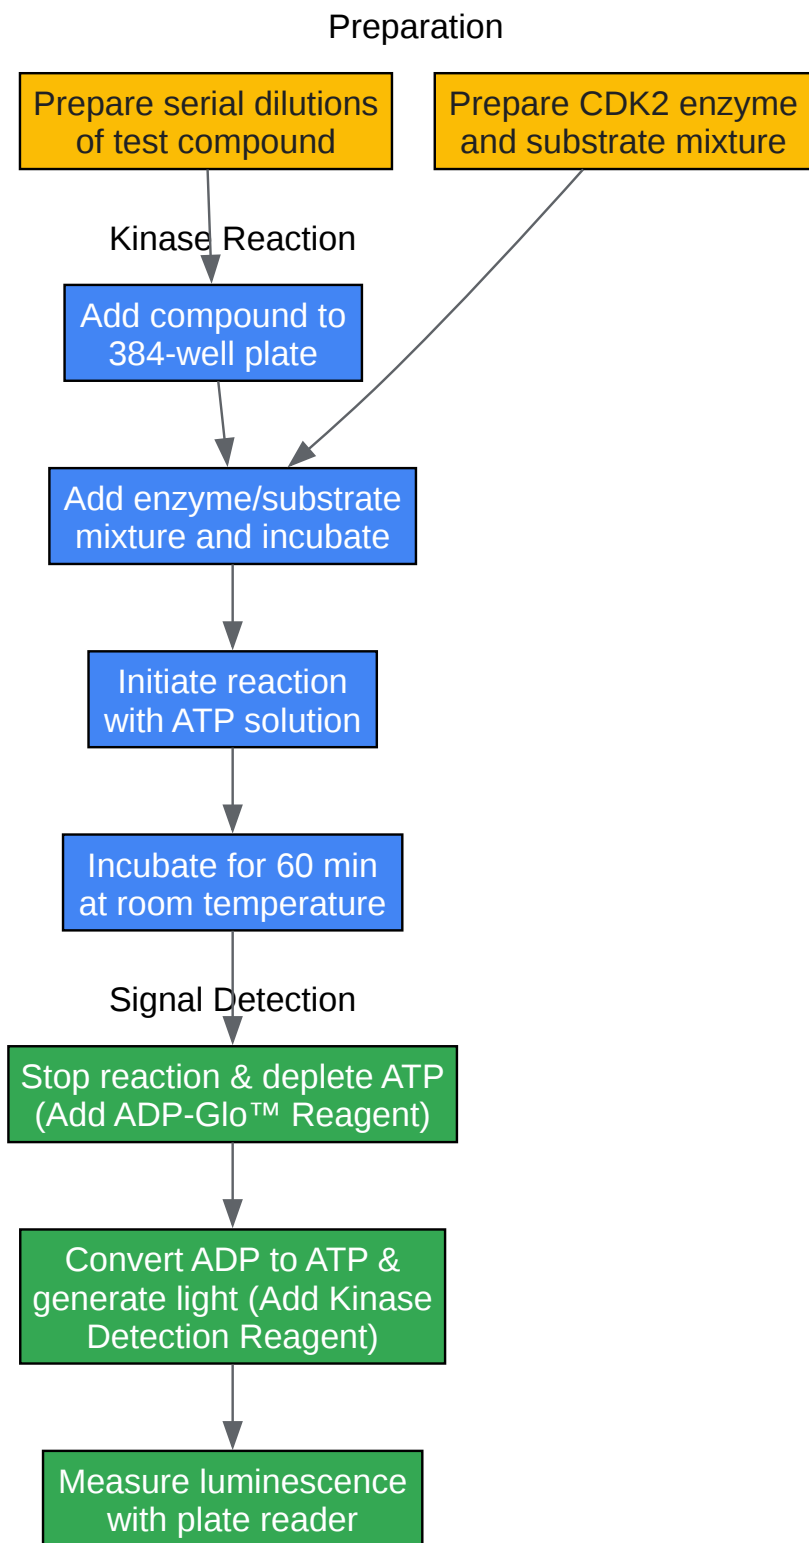 Preparation
Prepare serial dilutions
of test compound
Prepare CDK2 enzyme
and substrate mixture
Kinase Reaction
Add compound to
384-well plate
Add enzyme/substrate
mixture and incubate
Initiate reaction
with ATP solution
Incubate for 60 min
at room temperature
Signal Detection
Stop reaction & deplete ATP
(Add ADP-Glo™ Reagent)
Convert ADP to ATP &
generate light (Add Kinase
Detection Reagent)
Measure luminescence
with plate reader